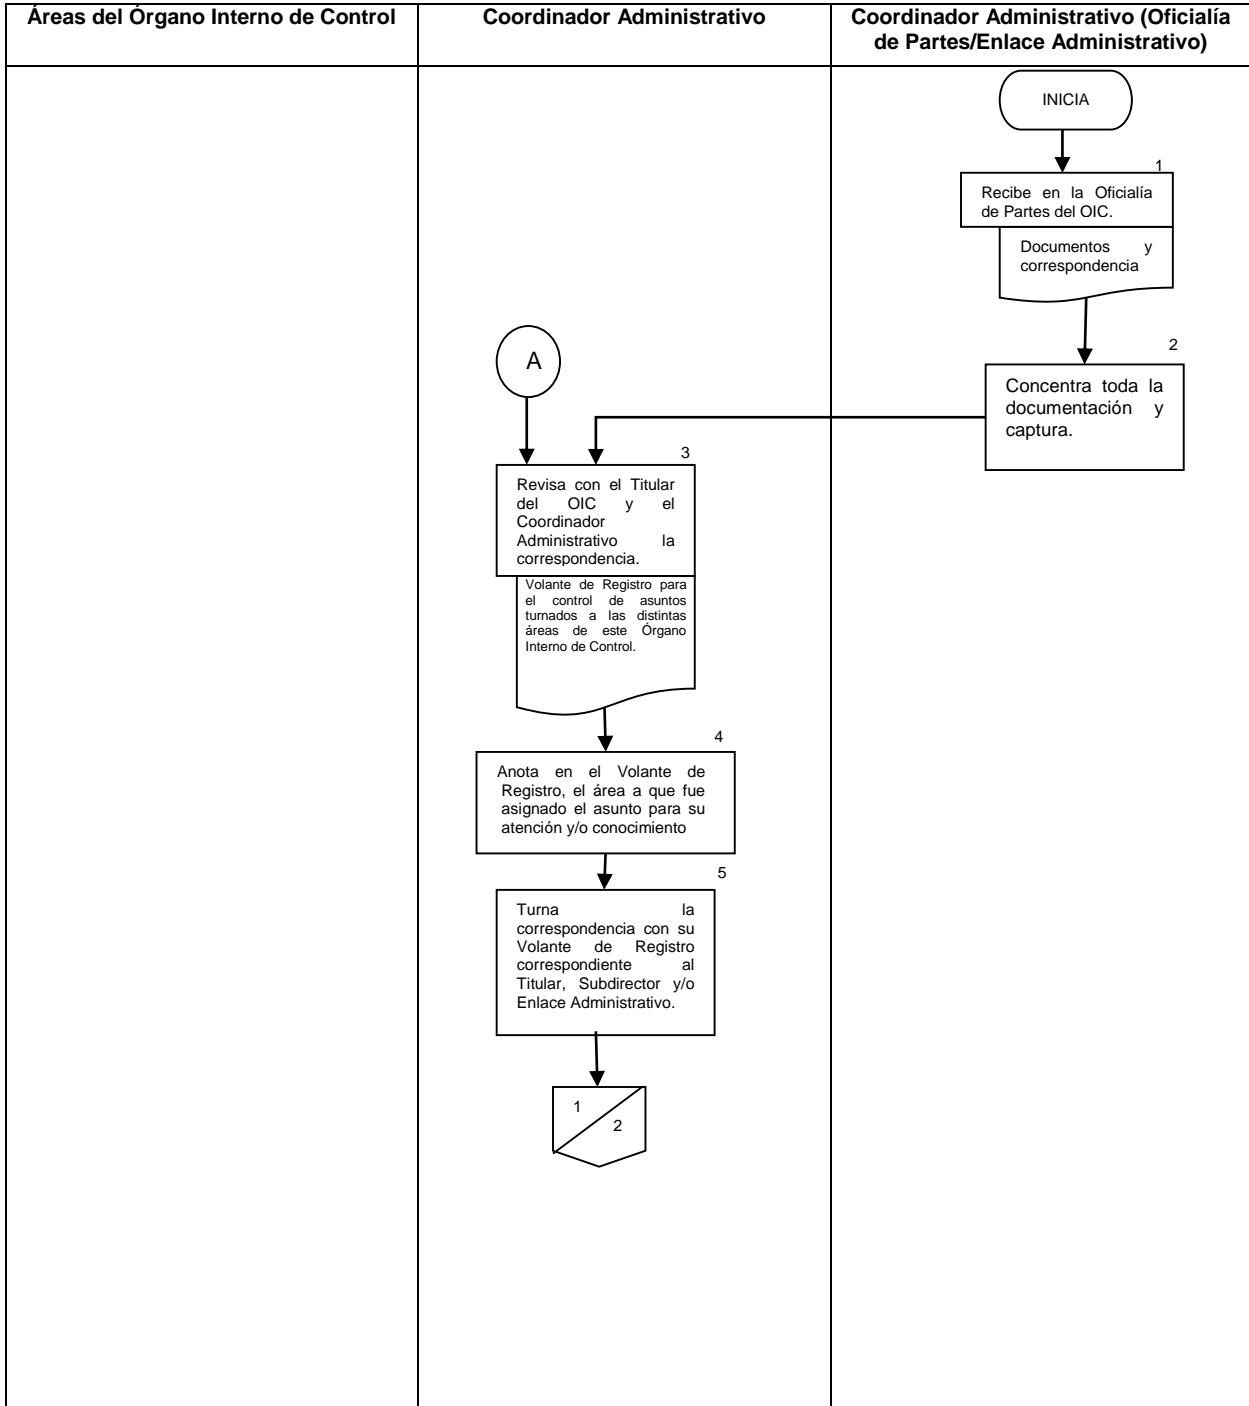 Áreas del Órgano Interno de Control
Coordinador Administrativo
Coordinador Administrativo (Oficialía
de Partes/Enlace Administrativo)
INICIA
1
Recibe en la Oficialía
de Partes del OIC.
Documentos y
correspondencia
2
Concentra toda la
documentación y
captura.
A
3
Revisa con el Titular
del OIC y el
Coordinador
Administrativo la
correspondencia.
Volante de Registro para
el control de asuntos
turnados a las distintas
áreas de este Órgano
Interno de Control.
4
Anota en el Volante de
Registro, el área a que fue
asignado el asunto para su
atención y/o conocimiento
5
Turna la
correspondencia con su
Volante de Registro
correspondiente al
Titular, Subdirector y/o
Enlace Administrativo.
1
2